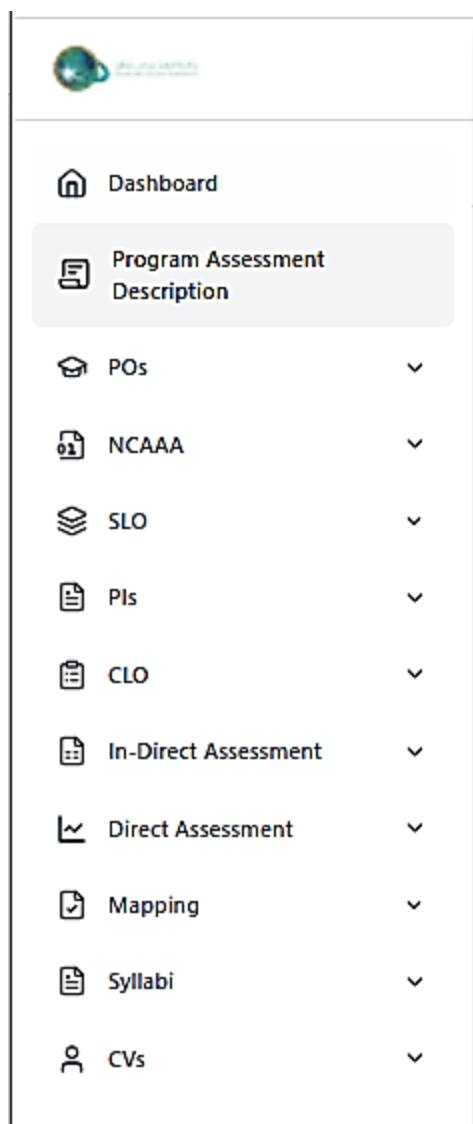 Dashboard
Program Assessment
Description
POs
NCAAA
SLO
PIs
CLO
In-Direct Assessment
Direct Assessment
Mapping
Syllabi
CVs